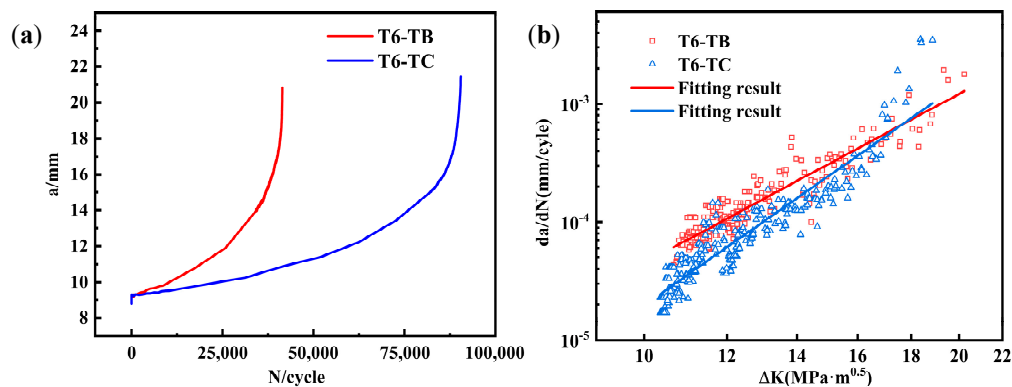 (a)
24
22
20
18
16
14
12
10
8
a/mm
T6-TB
T6-TC
0
25,000
50,000
75,000
100,000
N/cycle
(b)
10⁻³
10⁻⁴
10⁻⁵
da/dN(mm/cyle)
T6-TB
T6-TC
Fitting result
Fitting result
10
12
14
16
18
20
22
ΔK(MPa·m⁰·⁵)